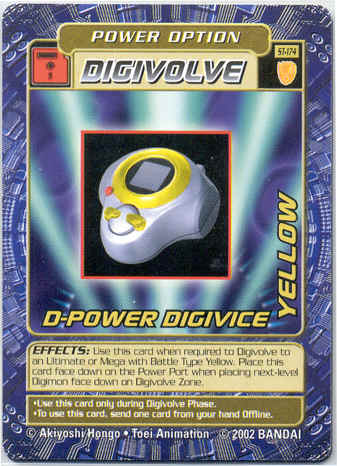 POWER OPTION
ST-174
DIGIVOLVE
YELLOW
D-POWER DIGIVICE
EFFECTS: Use this card when required to Digivolve to
an Ultimate or Mega with Battle Type Yellow. Place this
card face down on the Power Port when placing next-level
Digimon face down on Digivolve Zone.
•Use this card only during Digivolve Phase.
•To use this card, send one card from your hand Offline.
© Akiyoshi Hongo • Toei Animation © 2002 BANDAI